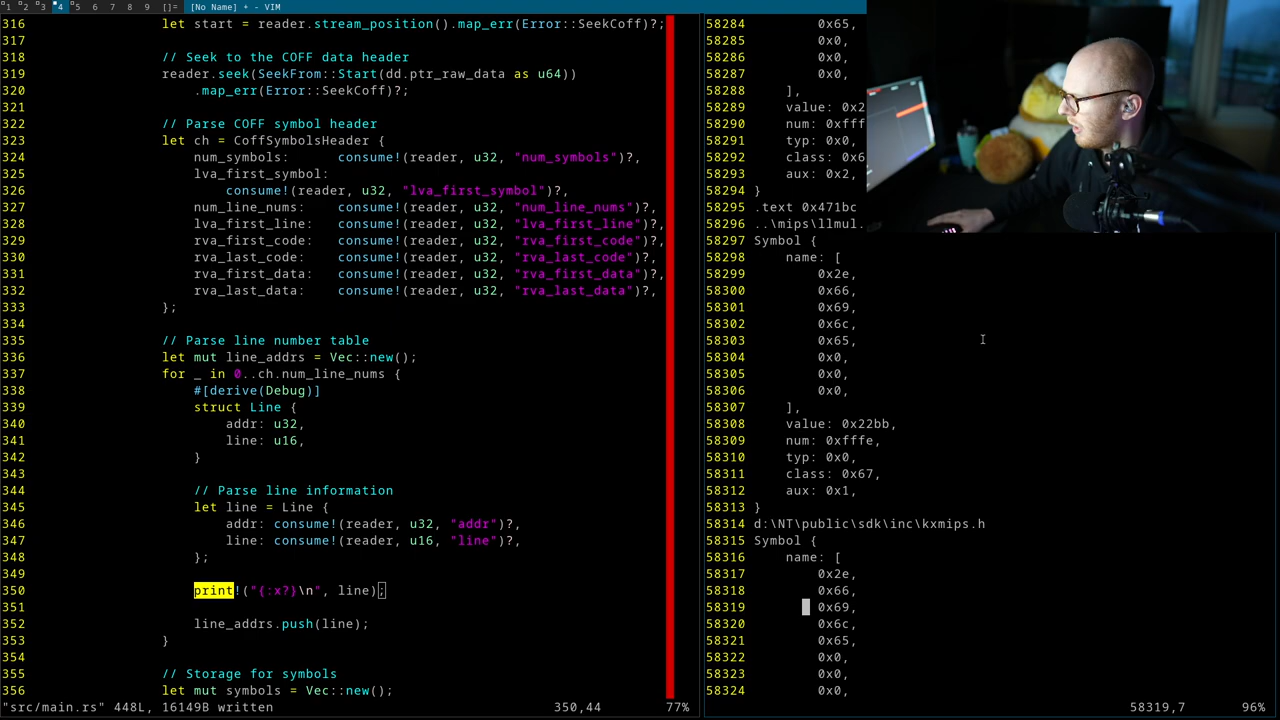 1 2 3 4 5 6 7 8 9 []= [No Name] + - VIM
316 let start = reader.stream_position().map_err(Error::SeekCoff)?;
317
318 // Seek to the COFF data header
319 reader.seek(SeekFrom::Start(dd.ptr_raw_data as u64))
320 .map_err(Error::SeekCoff)?;
321
322 // Parse COFF symbol header
323 let ch = CoffSymbolsHeader {
324 num_symbols: consume!(reader, u32, "num_symbols")?,
325 lva_first_symbol:
326 consume!(reader, u32, "lva_first_symbol")?,
327 num_line_nums: consume!(reader, u32, "num_line_nums")?,
328 lva_first_line: consume!(reader, u32, "lva_first_line")?,
329 rva_first_code: consume!(reader, u32, "rva_first_code")?,
330 rva_last_code: consume!(reader, u32, "rva_last_code")?,
331 rva_first_data: consume!(reader, u32, "rva_first_data")?,
332 rva_last_data: consume!(reader, u32, "rva_last_data")?,
333 };
334
335 // Parse line number table
336 let mut line_addrs = Vec::new();
337 for _ in 0..ch.num_line_nums {
338 #[derive(Debug)]
339 struct Line {
340 addr: u32,
341 line: u16,
342 }
343
344 // Parse line information
345 let line = Line {
346 addr: consume!(reader, u32, "addr")?,
347 line: consume!(reader, u16, "line")?,
348 };
349
350 print!("{:x?}\n", line);
351
352 line_addrs.push(line);
353 }
354
355 // Storage for symbols
356 let mut symbols = Vec::new();
"src/main.rs" 448L, 16149B written 350,44 77%
58284 0x65,
58285 0x0,
58286 0x0,
58287 0x0,
58288 ],
58289 value: 0x2
58290 num: 0xfff
58291 typ: 0x0,
58292 class: 0x6
58293 aux: 0x2,
58294 }
58295 .text 0x471bc
58296 ..\mips\llmul.
58297 Symbol {
58298 name: [
58299 0x2e,
58300 0x66,
58301 0x69,
58302 0x6c,
58303 0x65,
58304 0x0,
58305 0x0,
58306 0x0,
58307 ],
58308 value: 0x22bb,
58309 num: 0xfffe,
58310 typ: 0x0,
58311 class: 0x67,
58312 aux: 0x1,
58313 }
58314 d:\NT\public\sdk\inc\kxmips.h
58315 Symbol {
58316 name: [
58317 0x2e,
58318 0x66,
58319 0x69,
58320 0x6c,
58321 0x65,
58322 0x0,
58323 0x0,
58324 0x0,
58319,7 96%